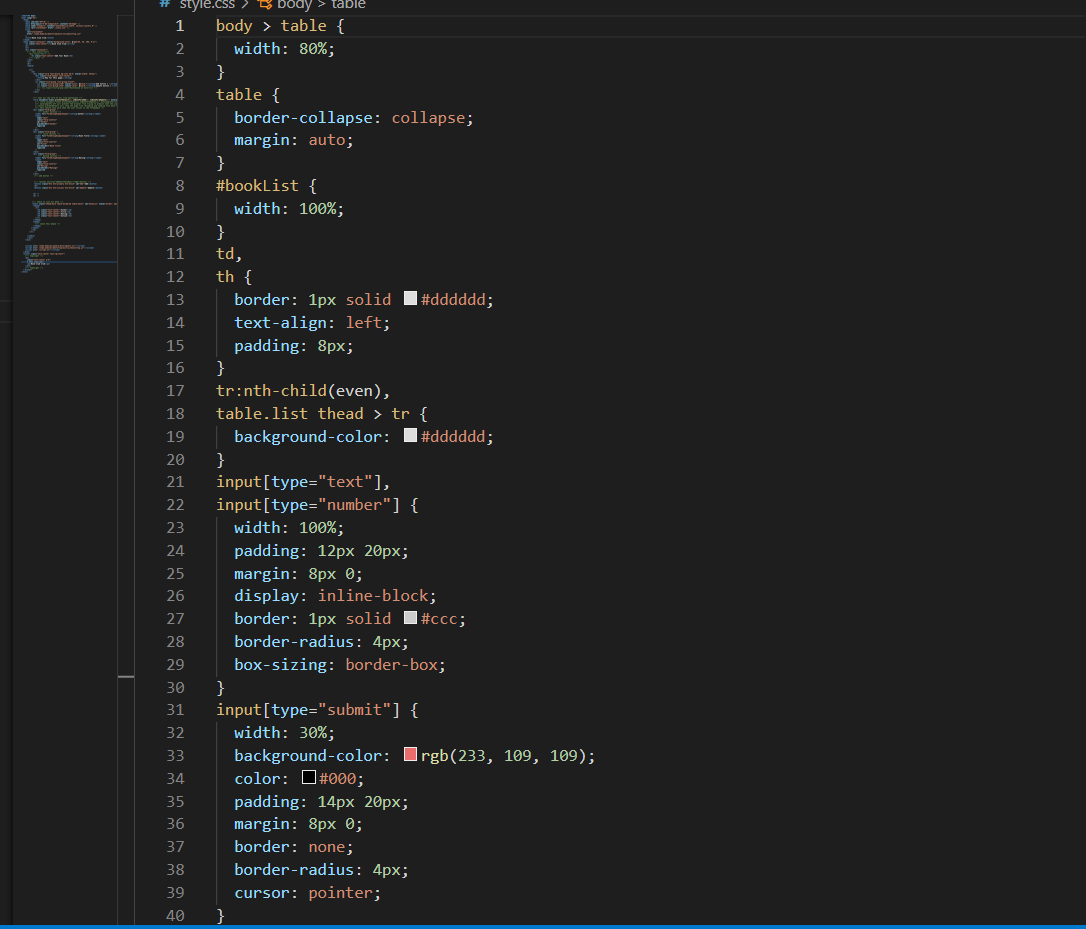 # style.css > body > table
1 body > table {
2 width: 80%;
3 }
4 table {
5 border-collapse: collapse;
6 margin: auto;
7 }
8 #bookList {
9 width: 100%;
10 }
11 td,
12 th {
13 border: 1px solid #dddddd;
14 text-align: left;
15 padding: 8px;
16 }
17 tr:nth-child(even),
18 table.list thead > tr {
19 background-color: #dddddd;
20 }
21 input[type="text"],
22 input[type="number"] {
23 width: 100%;
24 padding: 12px 20px;
25 margin: 8px 0;
26 display: inline-block;
27 border: 1px solid #ccc;
28 border-radius: 4px;
29 box-sizing: border-box;
30 }
31 input[type="submit"] {
32 width: 30%;
33 background-color: rgb(233, 109, 109);
34 color: #000;
35 padding: 14px 20px;
36 margin: 8px 0;
37 border: none;
38 border-radius: 4px;
39 cursor: pointer;
40 }